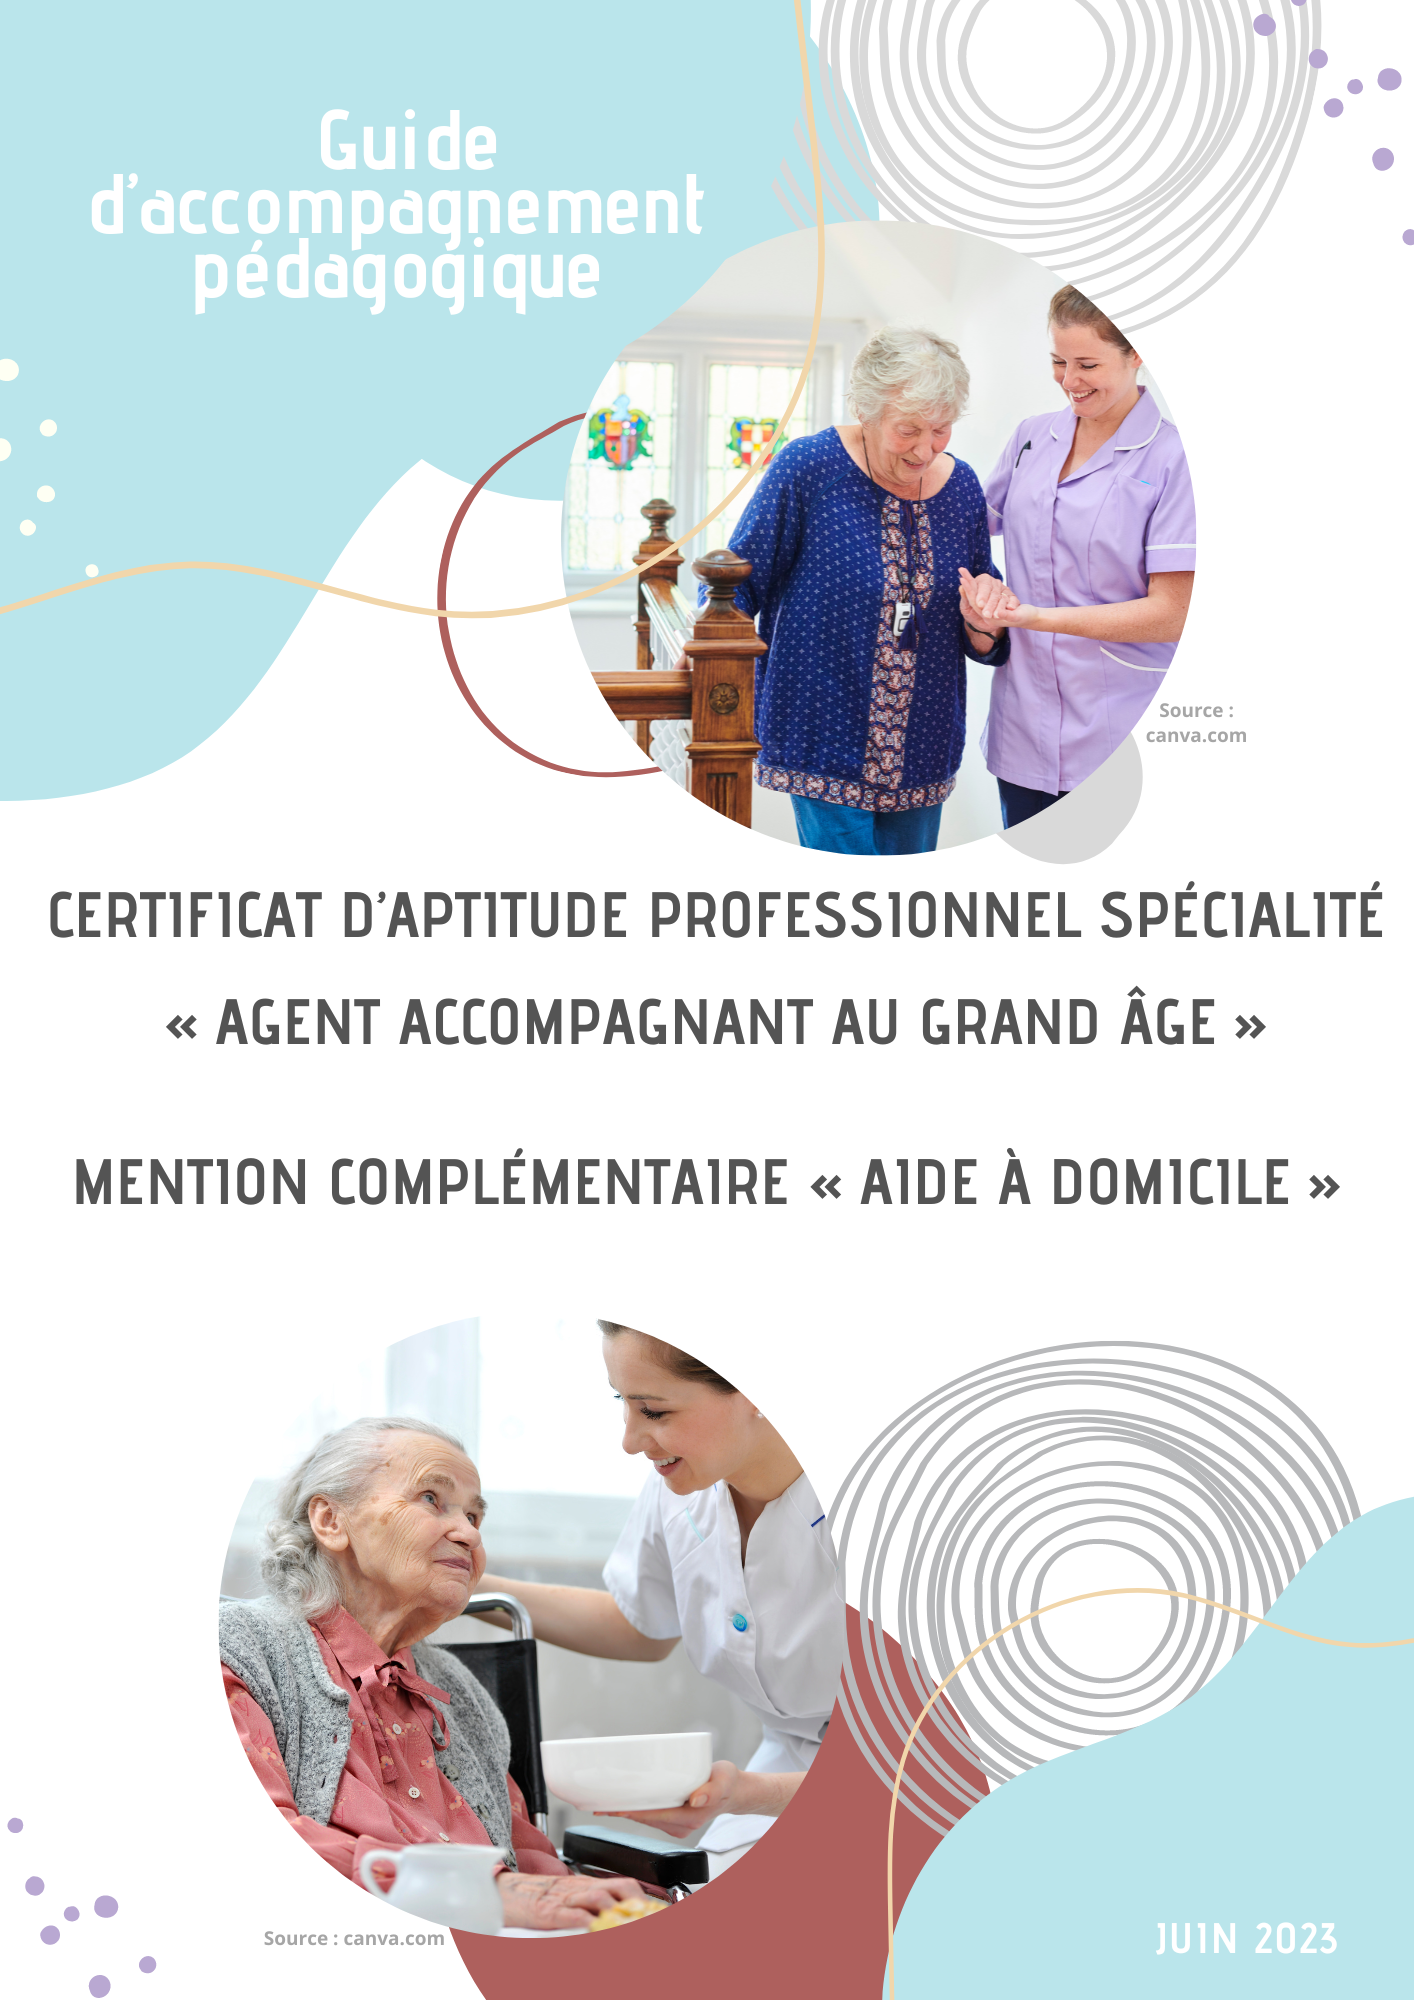 Guide
d’accompagnement
pédagogique
Source :
canva.com
CERTIFICAT D’APTITUDE PROFESSIONNEL SPÉCIALITÉ
« AGENT ACCOMPAGNANT AU GRAND ÂGE »
MENTION COMPLÉMENTAIRE « AIDE À DOMICILE »
Source : canva.com
JUIN 2023